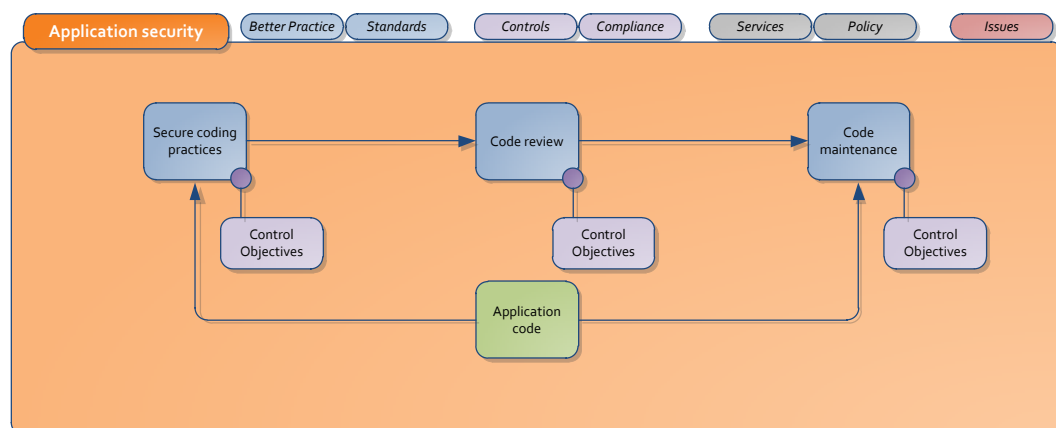 Application security
Better Practice
Standards
Controls
Compliance
Services
Policy
Issues
Secure coding
practices
Code review
Code
maintenance
Control
Objectives
Control
Objectives
Control
Objectives
Application
code